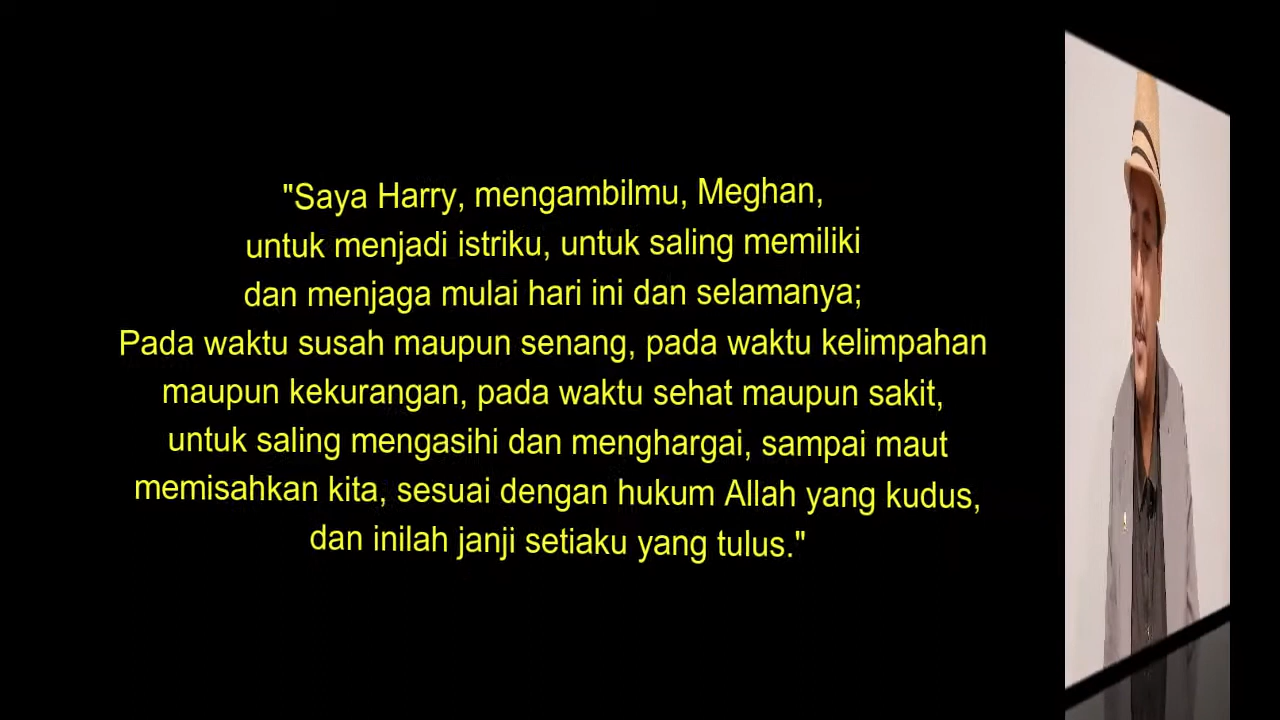 "Saya Harry, mengambilmu, Meghan,
untuk menjadi istriku, untuk saling memiliki
dan menjaga mulai hari ini dan selamanya;
Pada waktu susah maupun senang, pada waktu kelimpahan
maupun kekurangan, pada waktu sehat maupun sakit,
untuk saling mengasihi dan menghargai, sampai maut
memisahkan kita, sesuai dengan hukum Allah yang kudus,
dan inilah janji setiaku yang tulus."